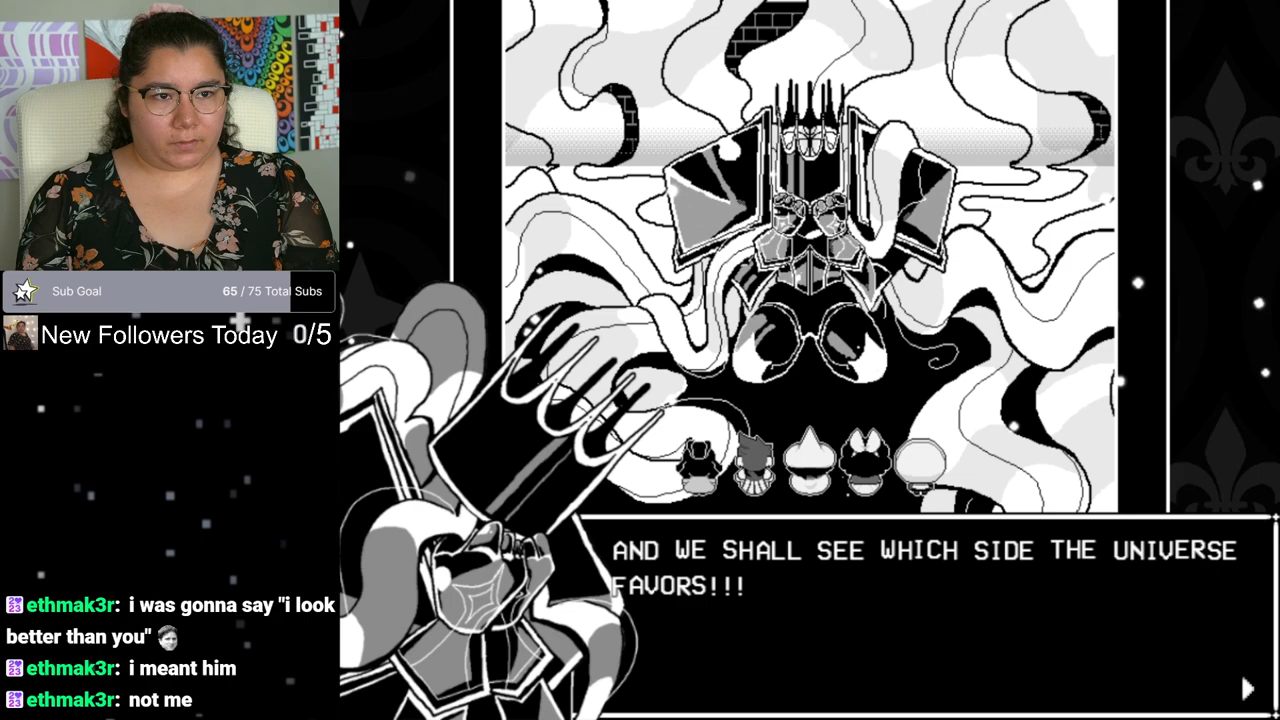 Sub Goal 65 / 75 Total Subs
New Followers Today 0/5
AND WE SHALL SEE WHICH SIDE THE UNIVERSE
FAVORS!!!
ethmak3r: i was gonna say "i look
better than you"
ethmak3r: i meant him
ethmak3r: not me